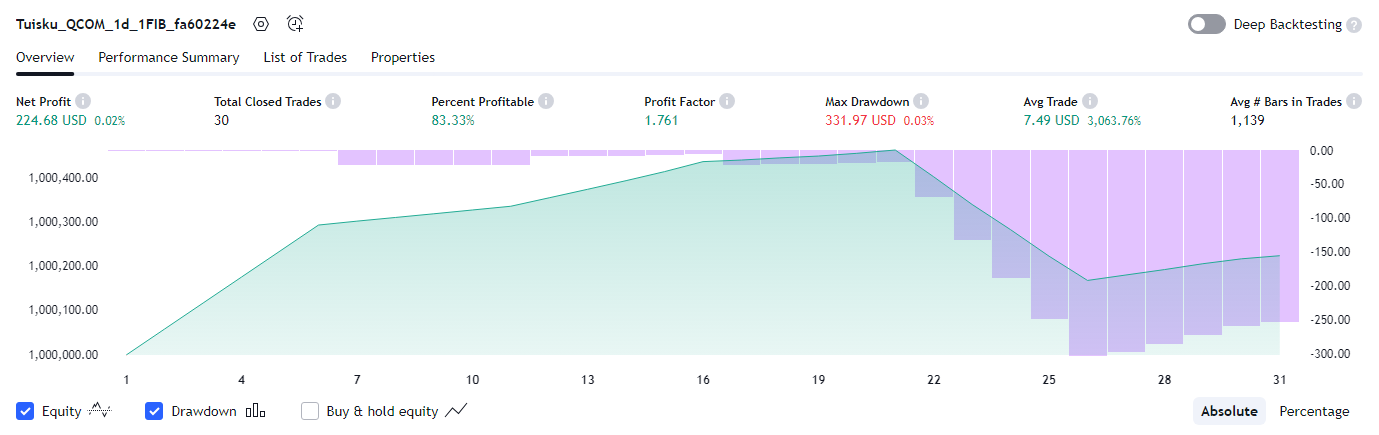 Tuisku_QCOM_1d_1FIB_fa60224e Deep Backtesting ?
Overview Performance Summary List of Trades Properties
Net Profit i Total Closed Trades i Percent Profitable i Profit Factor i Max Drawdown i Avg Trade i Avg # Bars in Trades i
224.68 USD 0.02% 30 83.33% 1.761 331.97 USD 0.03% 7.49 USD 3,063.76% 1,139
0.00
1,000,400.00 -50.00
1,000,300.00 -100.00
1,000,200.00 -150.00
-200.00
1,000,100.00 -250.00
1,000,000.00 -300.00
1 4 7 10 13 16 19 22 25 28 31
Equity Drawdown Buy & hold equity Absolute Percentage